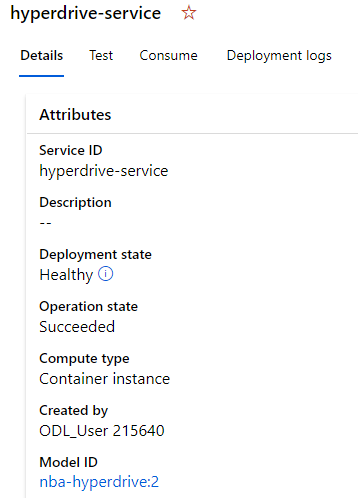 hyperdrive-service
Details Test Consume Deployment logs
Attributes
Service ID
hyperdrive-service
Description
--
Deployment state
Healthy
Operation state
Succeeded
Compute type
Container instance
Created by
ODL_User 215640
Model ID
nba-hyperdrive:2